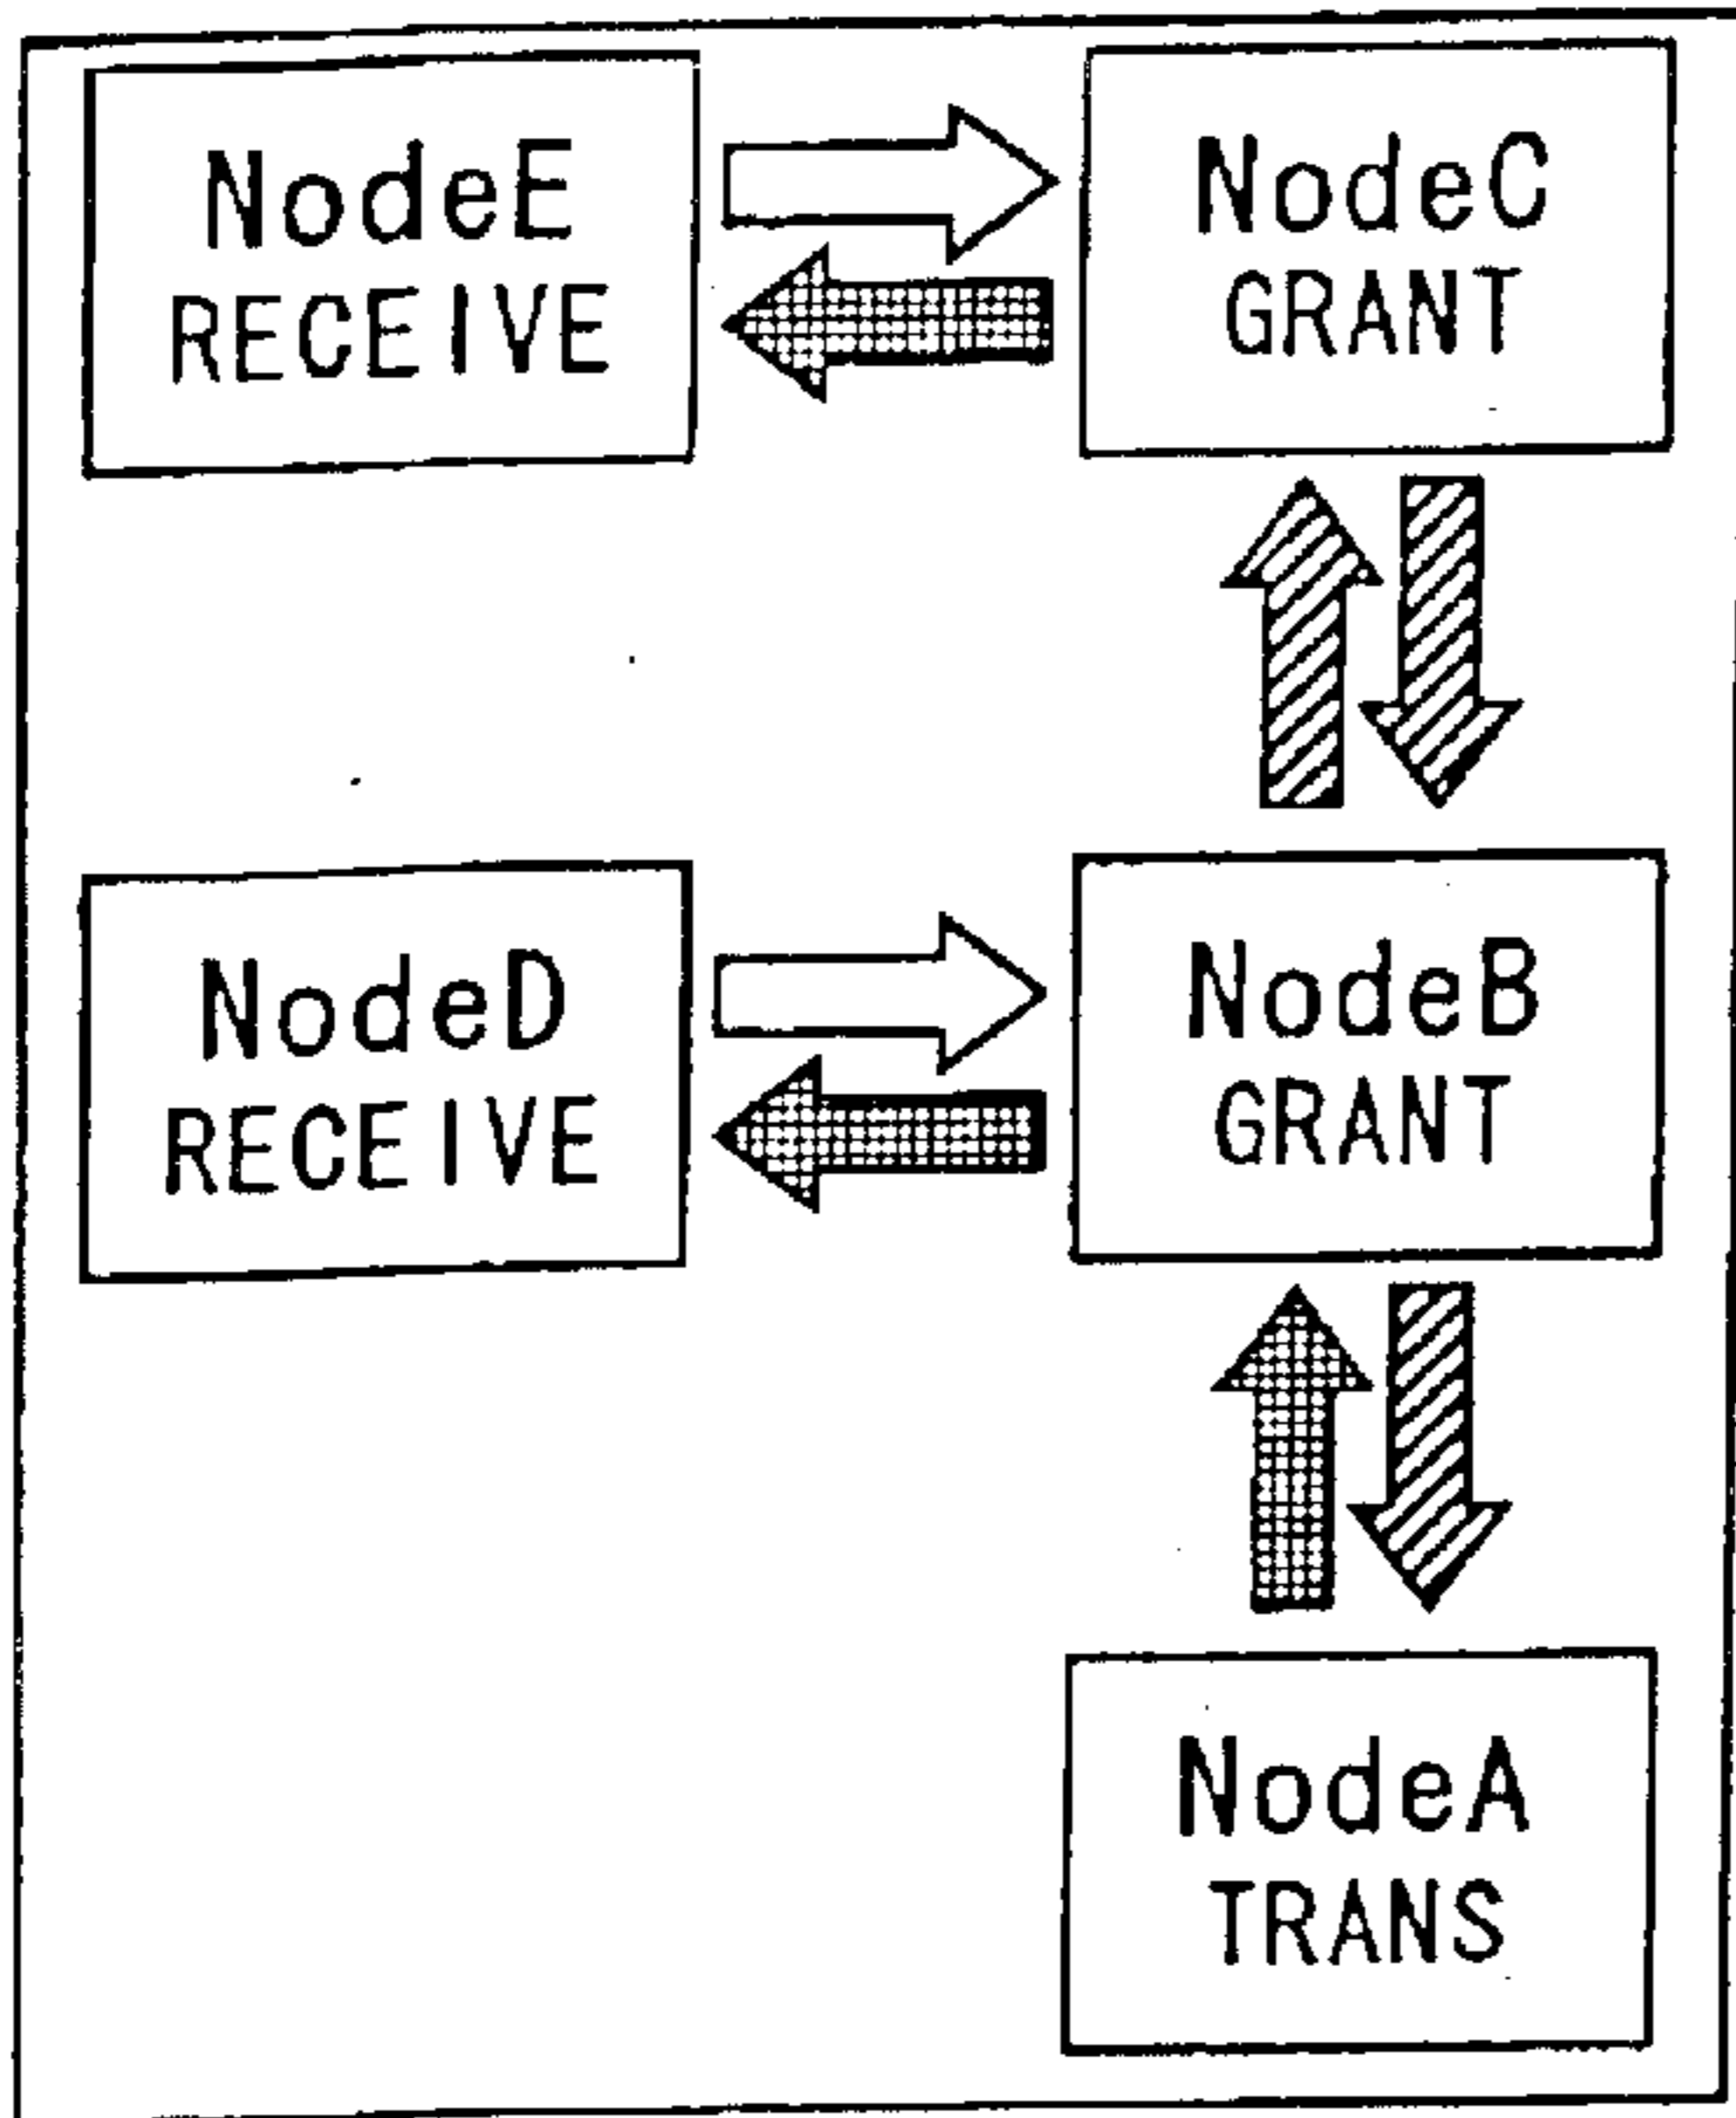 NodeE
RECEIVE
NodeC
GRANT
NodeD
RECEIVE
NodeB
GRANT
NodeA
TRANS